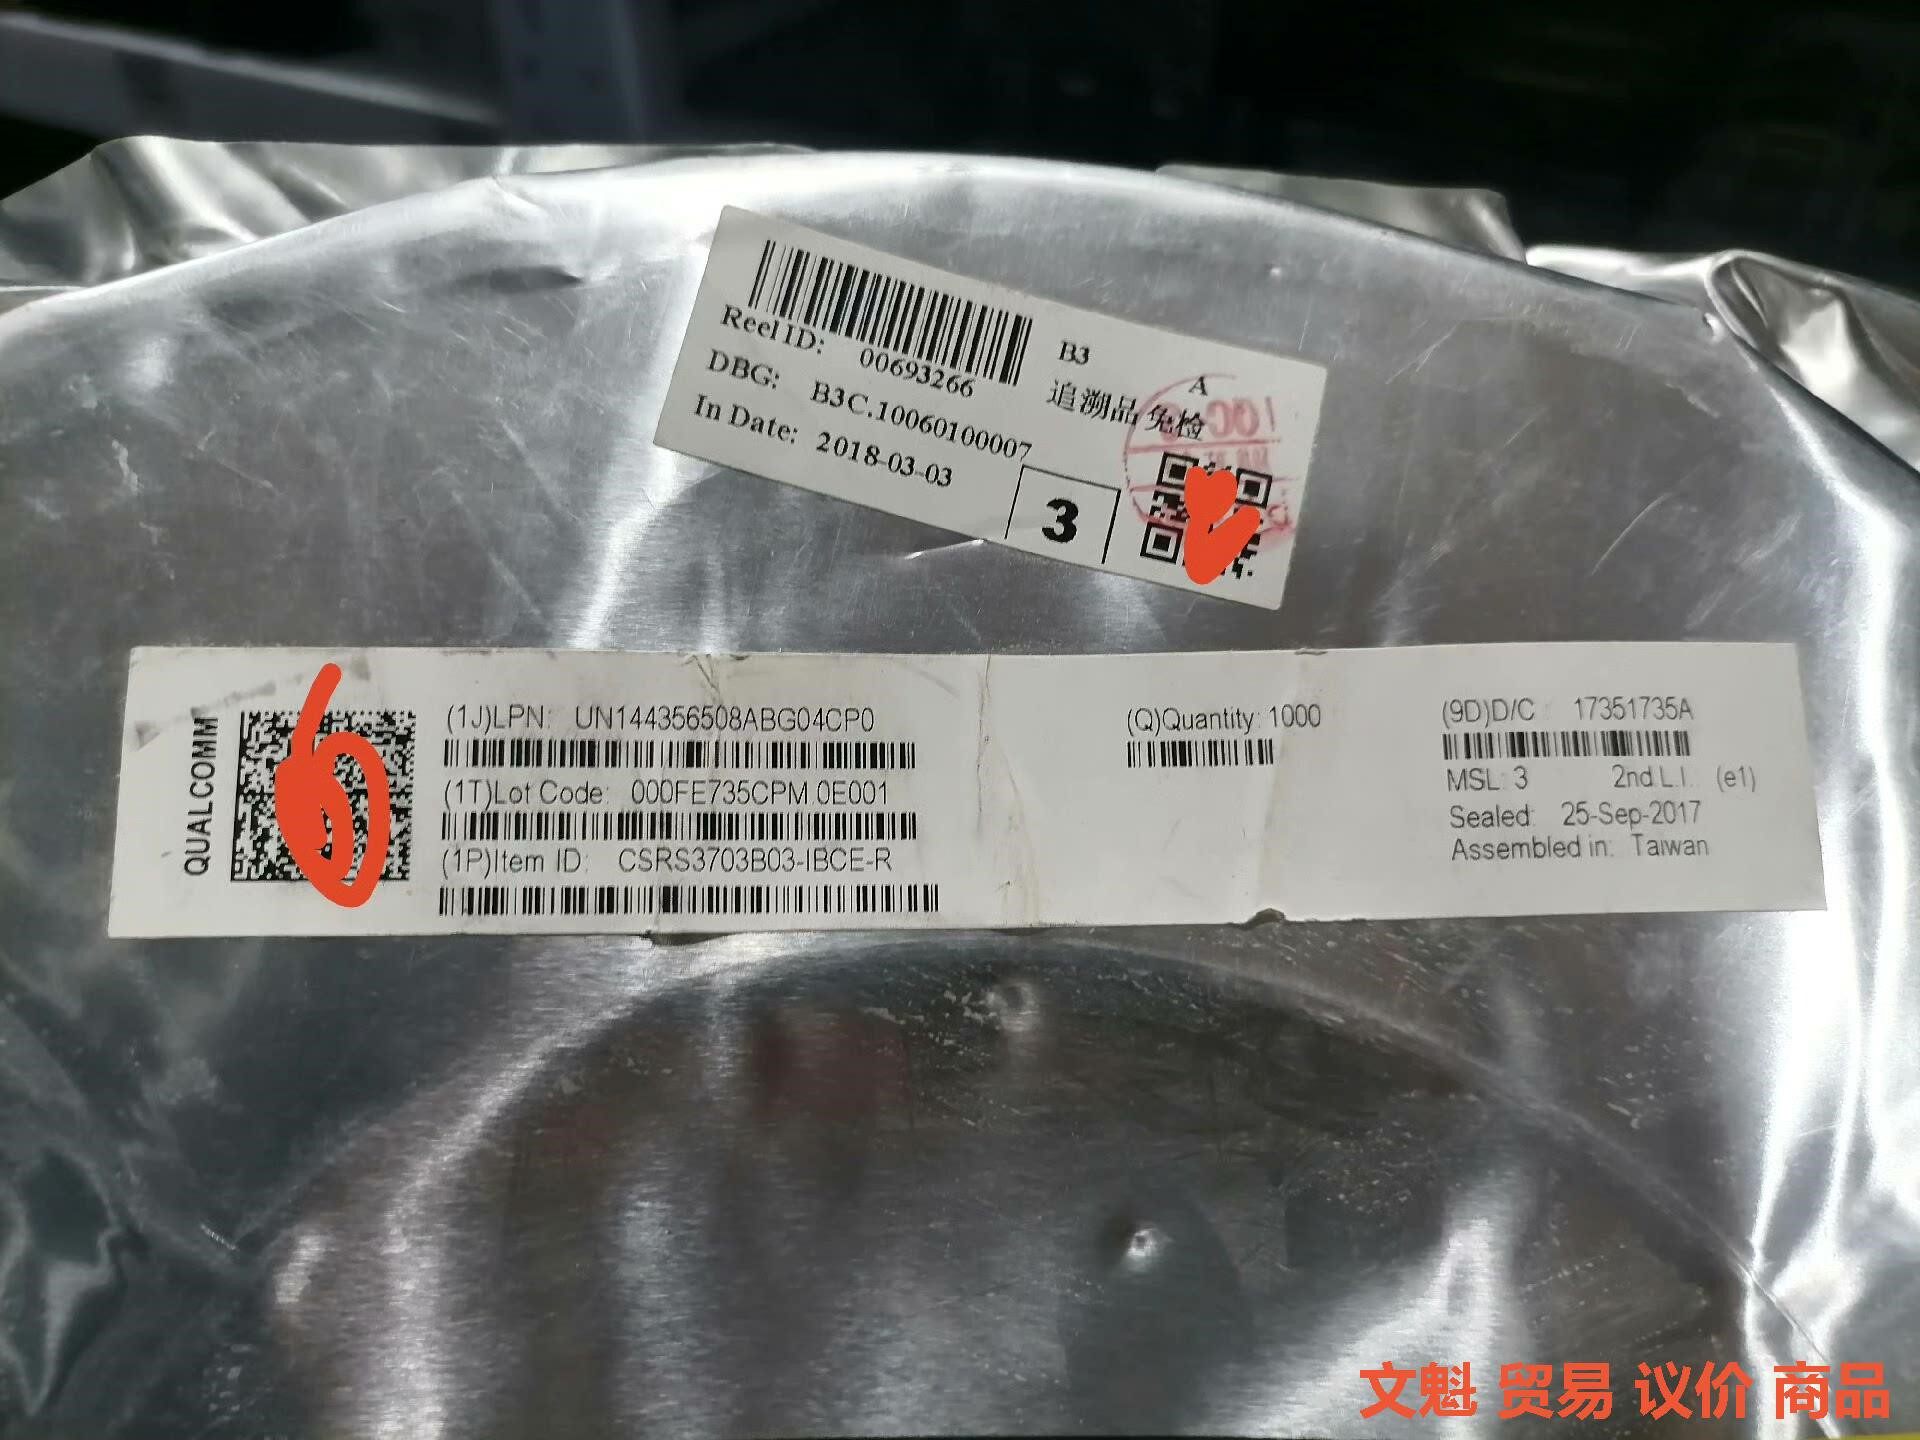 Reel ID: 00693266
DBG: B3C.10060100007
In Date: 2018-03-03
B3
A
追溯品 免检
3
QUALCOMM
(1J)LPN: UN144356508ABG04CP0
(1T)Lot Code: 000FE735CPM.0E001
(1P)Item ID: CSRS3703B03-IBCE-R
(Q)Quantity: 1000
(9D)D/C 17351735A
MSL: 3 2nd L.I. (e1)
Sealed: 25-Sep-2017
Assembled in: Taiwan
文魁 贸易 议价 商品